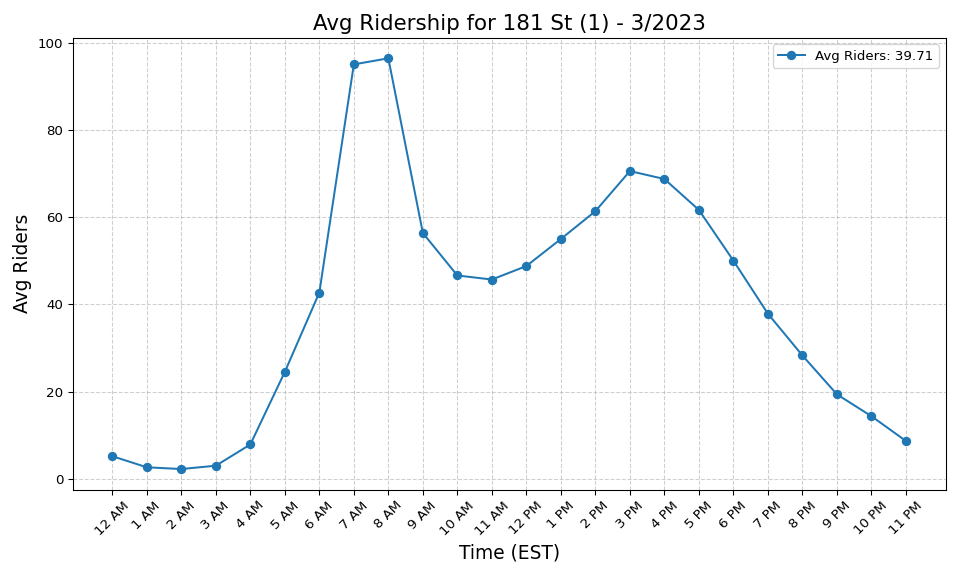 Avg Ridership for 181 St (1) - 3/2023
Avg Riders: 39.71
Avg Riders
100
80
60
40
20
0
12 AM
1 AM
2 AM
3 AM
4 AM
5 AM
6 AM
7 AM
8 AM
9 AM
10 AM
11 AM
12 PM
1 PM
2 PM
3 PM
4 PM
5 PM
6 PM
7 PM
8 PM
9 PM
10 PM
11 PM
Time (EST)